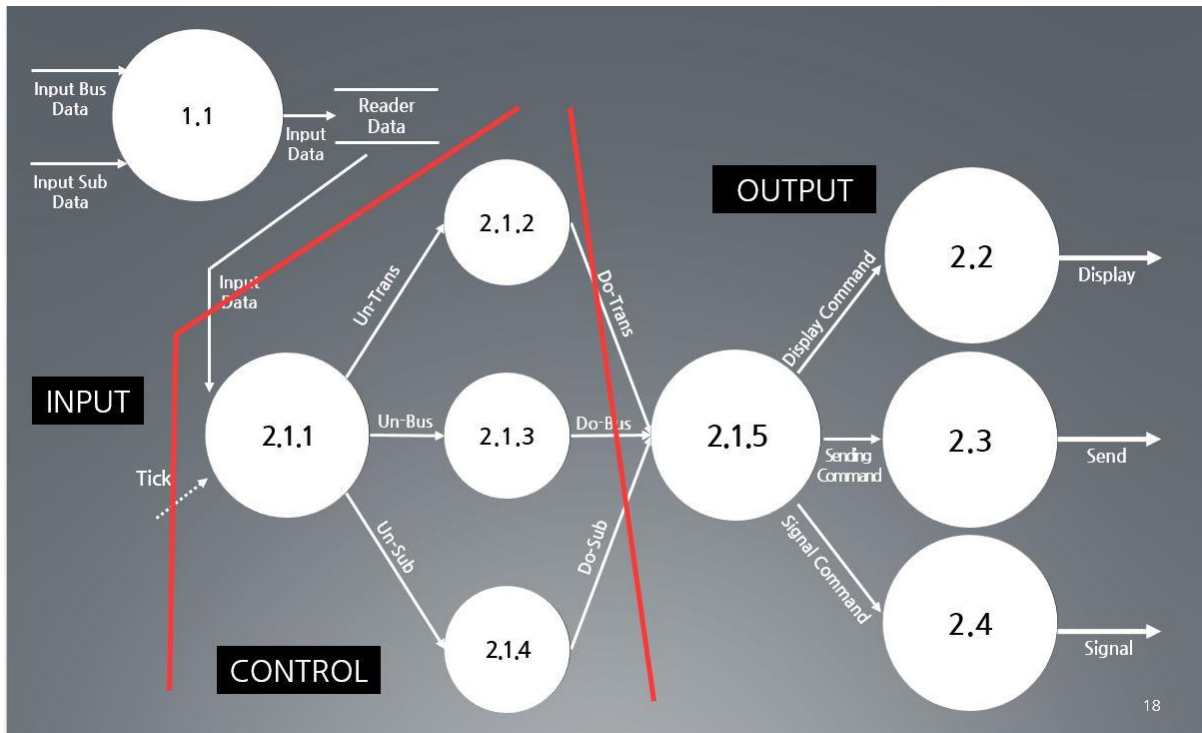 Input Bus
Data
Input Sub
Data
1.1
Input
Data
Reader
Data
Input
Data
INPUT
Tick
2.1.1
Un-Trans
Un-Bus
Un-Sub
2.1.2
2.1.3
2.1.4
CONTROL
Do-Trans
Do-Bus
Do-Sub
2.1.5
OUTPUT
Display Command
Sending
Command
Signal Command
2.2
Display
2.3
Send
2.4
Signal
18